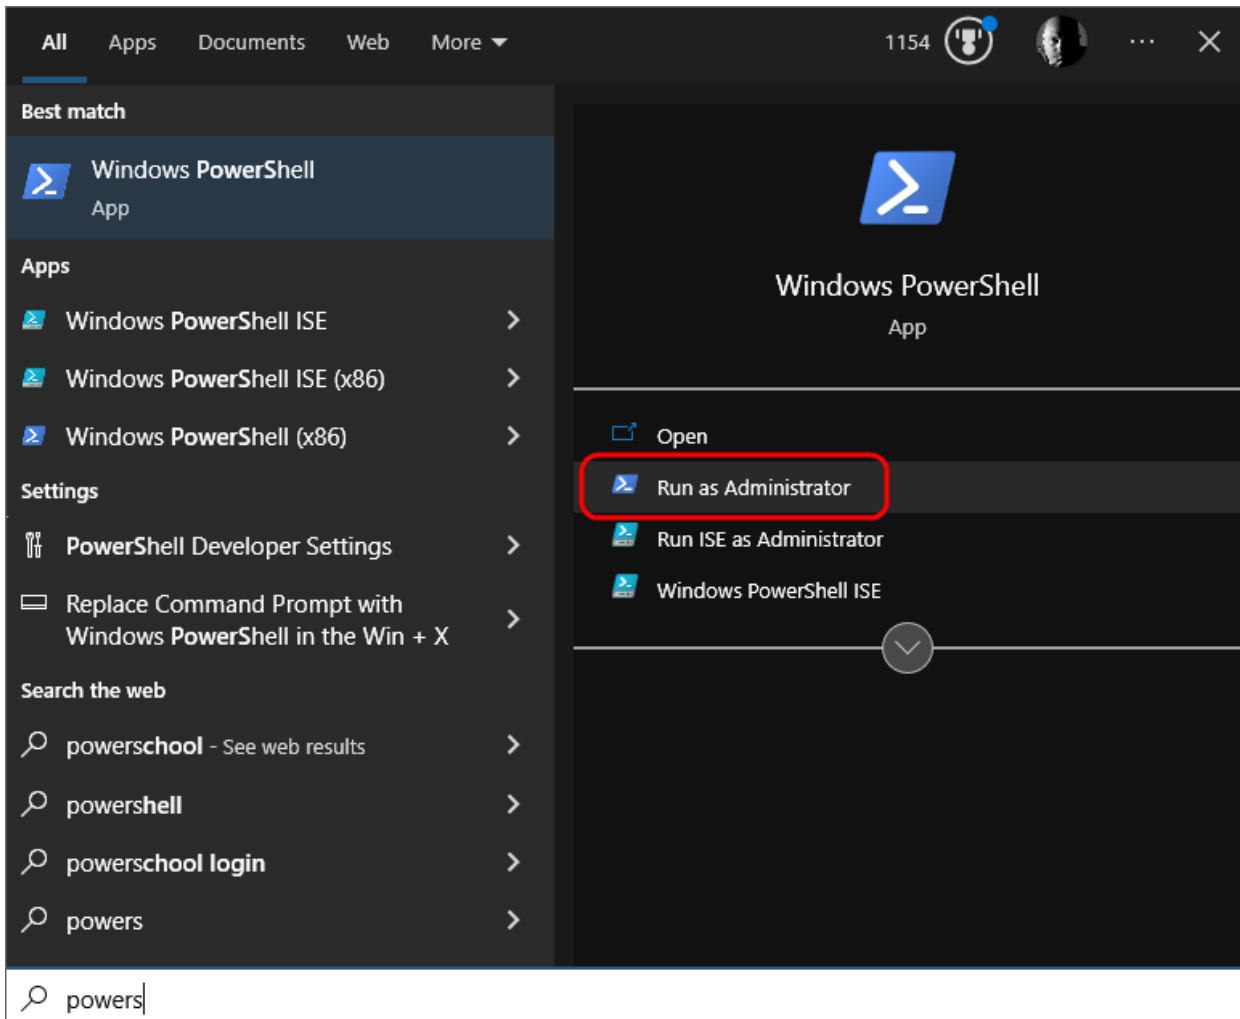 All Apps Documents Web More 1154
Best match
Windows PowerShell
App
Apps
Windows PowerShell ISE
Windows PowerShell ISE (x86)
Windows PowerShell (x86)
Settings
PowerShell Developer Settings
Replace Command Prompt with
Windows PowerShell in the Win + X
Search the web
powerschool - See web results
powershell
powerschool login
powers
Windows PowerShell
App
Open
Run as Administrator
Run ISE as Administrator
Windows PowerShell ISE
powers